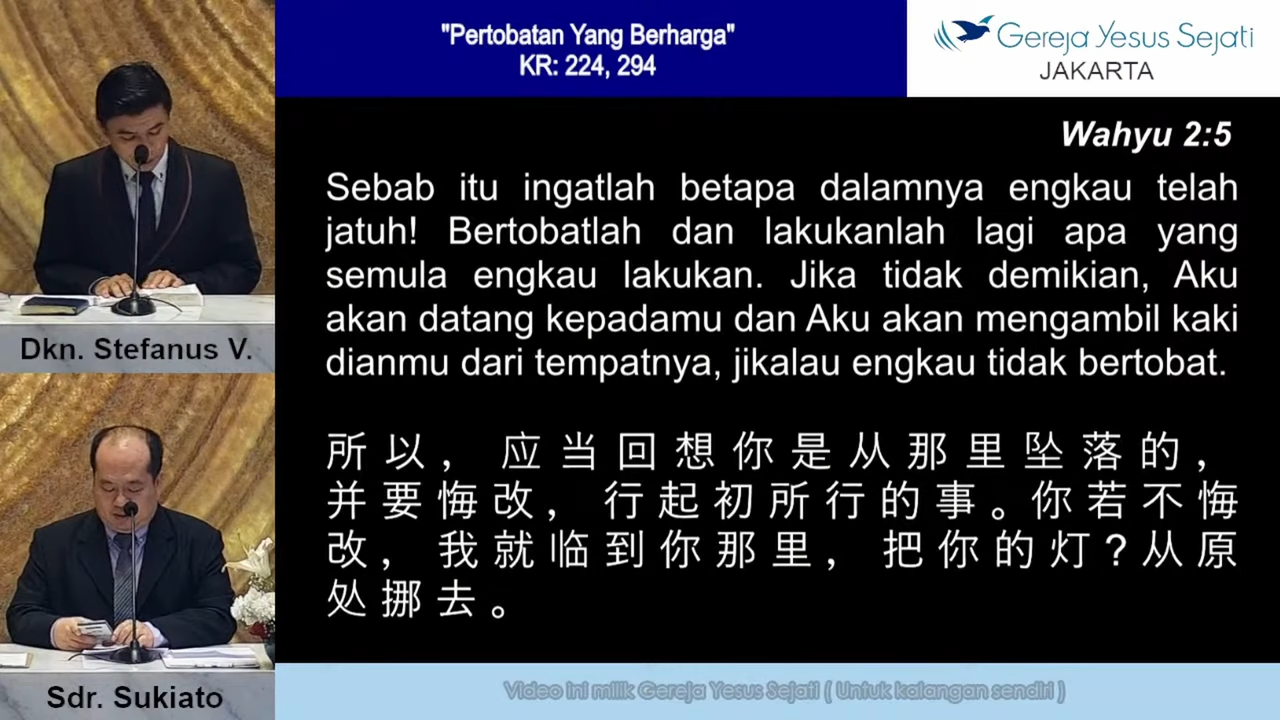 "Pertobatan Yang Berharga"
KR: 224, 294
Gereja Yesus Sejati
JAKARTA
Wahyu 2:5
Sebab itu ingatlah betapa dalamnya engkau telah
jatuh! Bertobatlah dan lakukanlah lagi apa yang
semula engkau lakukan. Jika tidak demikian, Aku
akan datang kepadamu dan Aku akan mengambil kaki
dianmu dari tempatnya, jikalau engkau tidak bertobat.
所以，应当回想你是从那里坠落的，
并要悔改，行起初所行的事。你若不悔
改，我就临到你那里，把你的灯?从原
处挪去。
Dkn. Stefanus V.
Sdr. Sukiato
Video ini milik Gereja Yesus Sejati ( Untuk kalangan sendiri )